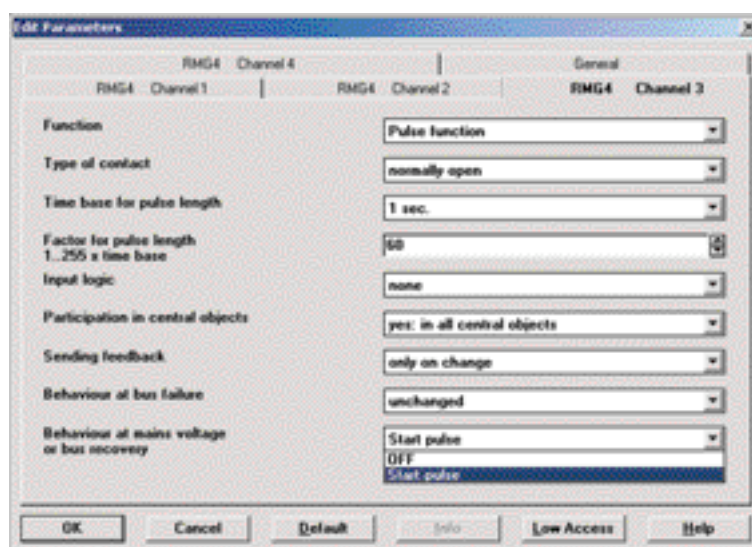 Edit Parameters
RMG4 Channel 4 General
RMG4 Channel 1 RMG4 Channel 2 RMG4 Channel 3
Function Pulse function
Type of contact normally open
Time base for pulse length 1 sec.
Factor for pulse length
1..255 x time base 60
Input logic none
Participation in central objects yes: in all central objects
Sending feedback only on change
Behaviour at bus failure unchanged
Behaviour at mains voltage
or bus recovery Start pulse
OFF
Start pulse
OK Cancel Default Info Low Access Help